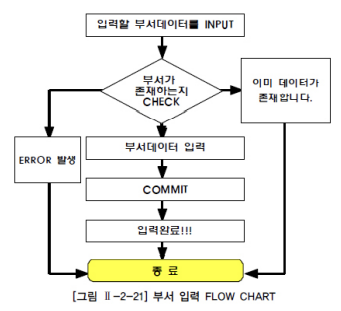 입력할 부서데이터를 INPUT
부서가
존재하는지
CHECK
이미 데이터가
존재합니다.
ERROR 발생
부서데이터 입력
COMMIT
입력완료!!!
종 료
[그림 Ⅱ-2-21] 부서 입력 FLOW CHART